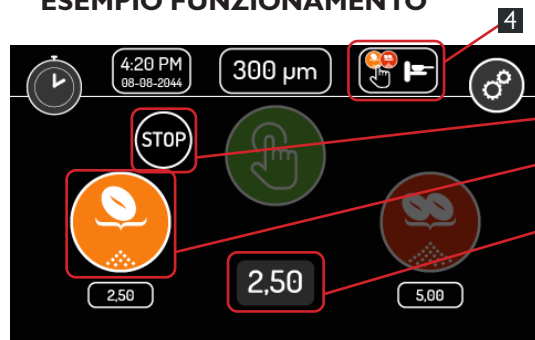 ESEMPIO FUNZIONAMENTO
4
4:20 PM
08-08-2044
300 µm
STOP
2,50
2,50
5,00